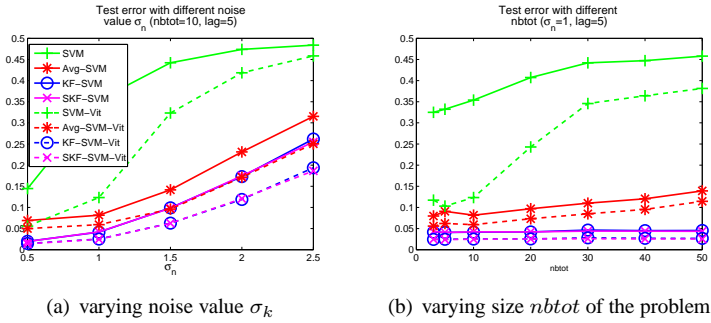 Test error with different noise
value σn (nbtot=10, lag=5)
0.5
0.45
0.4
0.35
0.3
0.25
0.2
0.15
0.1
0.05
0
SVM
Avg−SVM
KF−SVM
SKF−SVM
SVM−Vit
Avg−SVM−Vit
KF−SVM−Vit
SKF−SVM−Vit
0.5 1 1.5 2 2.5
σn
(a) varying noise value σk
Test error with different
nbtot (σn=1, lag=5)
0.5
0.45
0.4
0.35
0.3
0.25
0.2
0.15
0.1
0.05
0
0 10 20 30 40 50
nbtot
(b) varying size nbtot of the problem